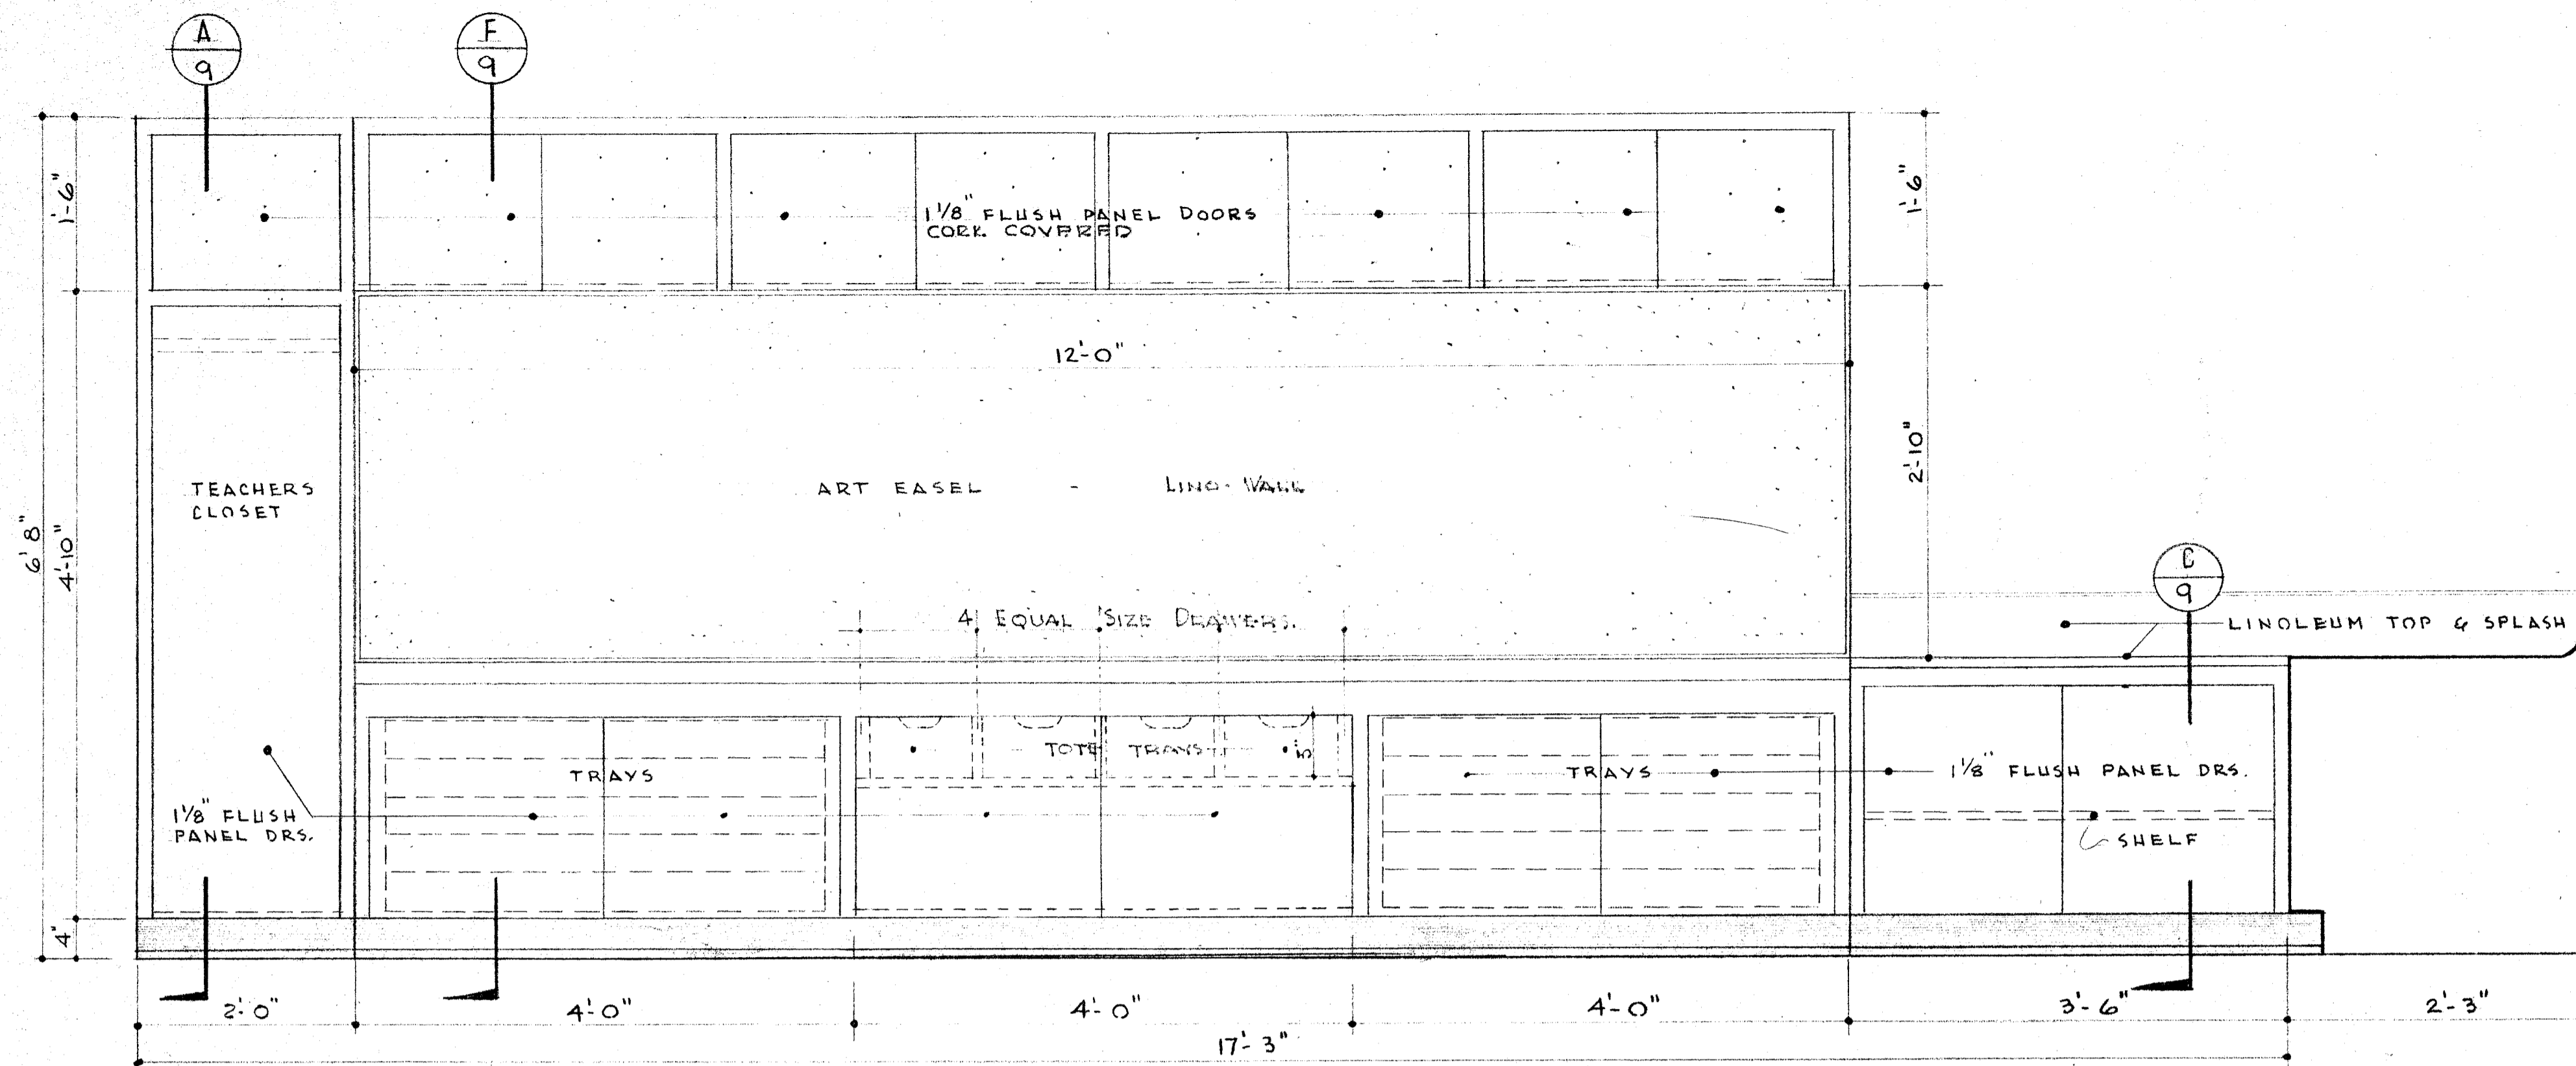 A
9
F
9
1'-6"
1'-6"
1 1/8" FLUSH PANEL DOORS
CORK COVERED
12'-0"
2'-10"
TEACHERS
CLOSET
ART EASEL - LINO-WALL
6'8"
4'-10"
C
9
4 EQUAL SIZE DRAWERS.
LINOLEUM TOP & SPLASH
TOTE TRAYS
5"
TRAYS
TRAYS
1 1/8" FLUSH PANEL DRS.
1 1/8" FLUSH
PANEL DRS.
SHELF
4"
2'-0"
4'-0"
4'-0"
4'-0"
3'-6"
2'-3"
17'-3"